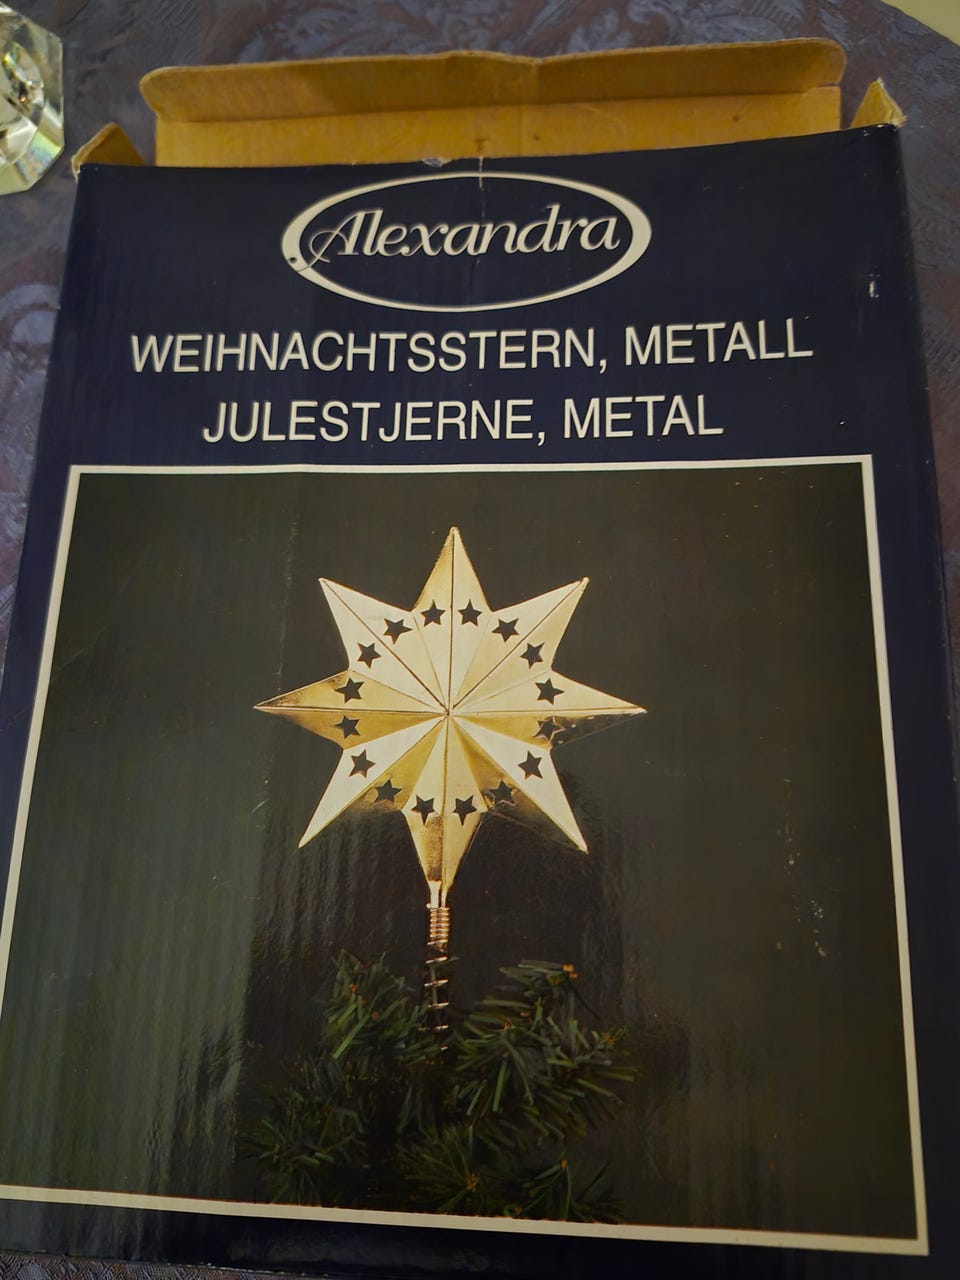 Alexandra
WEIHNACHTSSTERN, METALL
JULESTJERNE, METAL